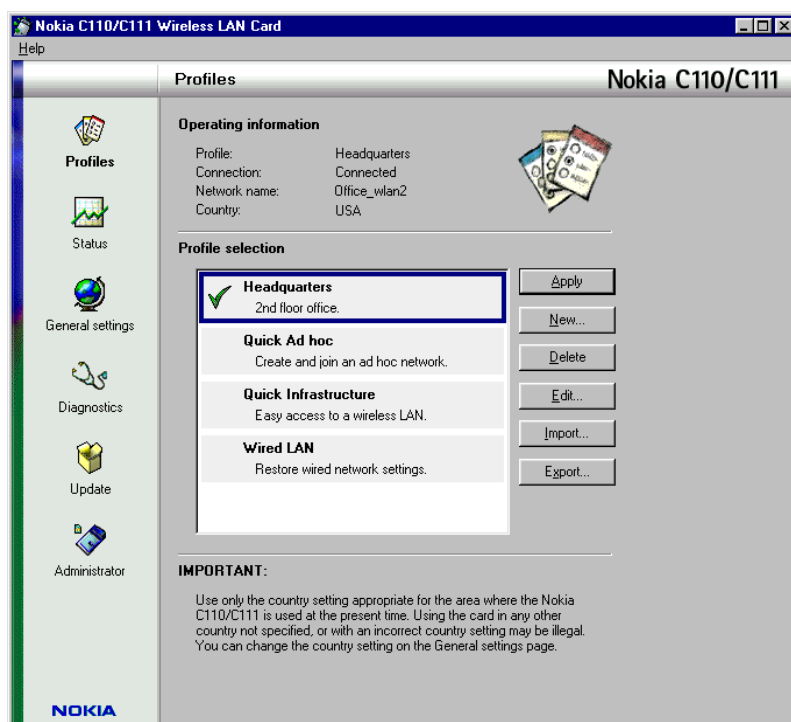 Nokia C110/C111 Wireless LAN Card
Help
Profiles
Nokia C110/C111
Profiles
Status
General settings
Diagnostics
Update
Administrator
NOKIA
Operating information
Profile: Headquarters
Connection: Connected
Network name: Office_wlan2
Country: USA
Profile selection
Headquarters
2nd floor office.
Quick Ad hoc
Create and join an ad hoc network.
Quick Infrastructure
Easy access to a wireless LAN.
Wired LAN
Restore wired network settings.
Apply
New...
Delete
Edit...
Import...
Export...
IMPORTANT:
Use only the country setting appropriate for the area where the Nokia
C110/C111 is used at the present time. Using the card in any other
country not specified, or with an incorrect country setting may be illegal.
You can change the country setting on the General settings page.